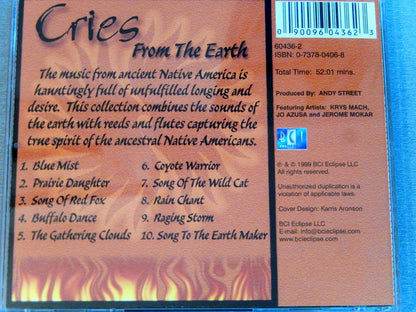 Cries
From The Earth
The music from ancient Native America is
hauntingly full of unfulfilled longing and
desire. This collection combines the sounds of
the earth with reeds and flutes capturing the
true spirit of the ancestral Native Americans.
1. Blue Mist
2. Prairie Daughter
3. Song Of Red Fox
4. Buffalo Dance
5. The Gathering Clouds
6. Coyote Warrior
7. Song Of The Wild Cat
8. Rain Chant
9. Raging Storm
10. Song To The Earth Maker
0 90096 04362 3
60436-2
ISBN: 0-7378-0406-8
Total Time: 52:01 mins.
Produced By: ANDY STREET
Featuring Artists: KRYS MACH,
JO AZUSA and JEROME MOKAR
BCI
℗ & © 1999 BCI Eclipse LLC
All rights reserved.
Unauthorized duplication is a violation
of applicable laws.
Cover Design: Karris Aronson
BCI Eclipse LLC
E-mail: info@bcieclipse.com
www.bcieclipse.com